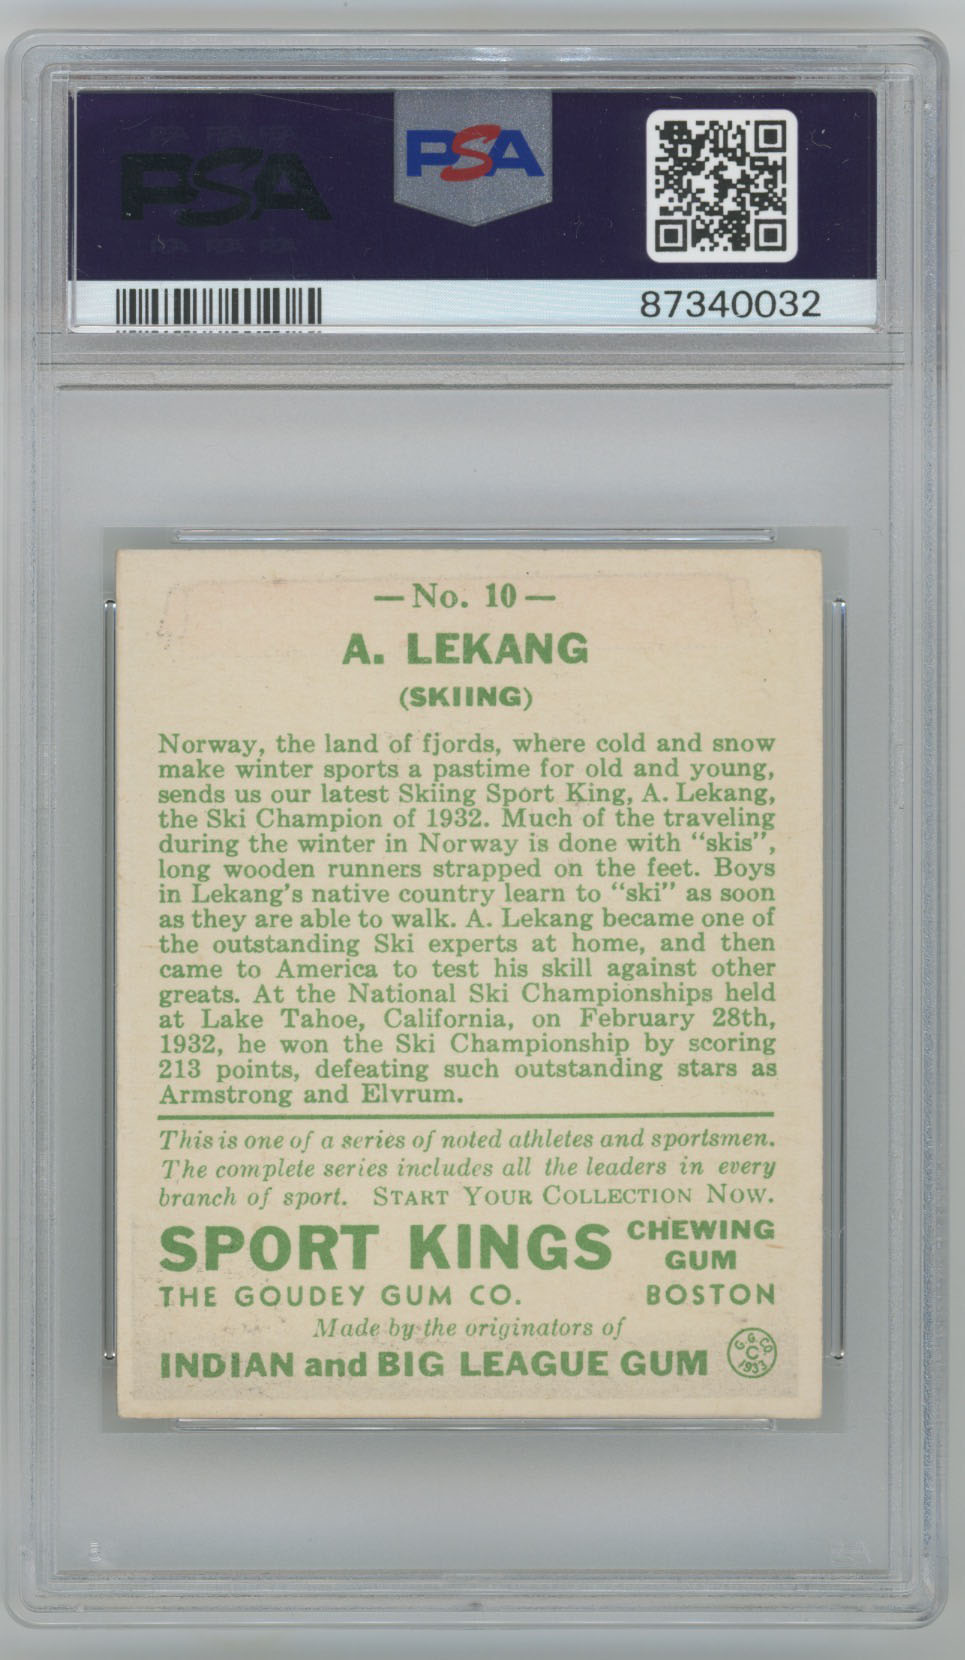 PSA
PSA
87340032
—No. 10—
A. LEKANG
(SKIING)
Norway, the land of fjords, where cold and snow
make winter sports a pastime for old and young,
sends us our latest Skiing Sport King, A. Lekang,
the Ski Champion of 1932. Much of the traveling
during the winter in Norway is done with "skis",
long wooden runners strapped on the feet. Boys
in Lekang's native country learn to "ski" as soon
as they are able to walk. A. Lekang became one of
the outstanding Ski experts at home, and then
came to America to test his skill against other
greats. At the National Ski Championships held
at Lake Tahoe, California, on February 28th,
1932, he won the Ski Championship by scoring
213 points, defeating such outstanding stars as
Armstrong and Elvrum.
This is one of a series of noted athletes and sportsmen.
The complete series includes all the leaders in every
branch of sport. START YOUR COLLECTION NOW.
SPORT KINGS CHEWING GUM
THE GOUDEY GUM CO. BOSTON
Made by the originators of
INDIAN and BIG LEAGUE GUM
G.G.CO.
C
1933